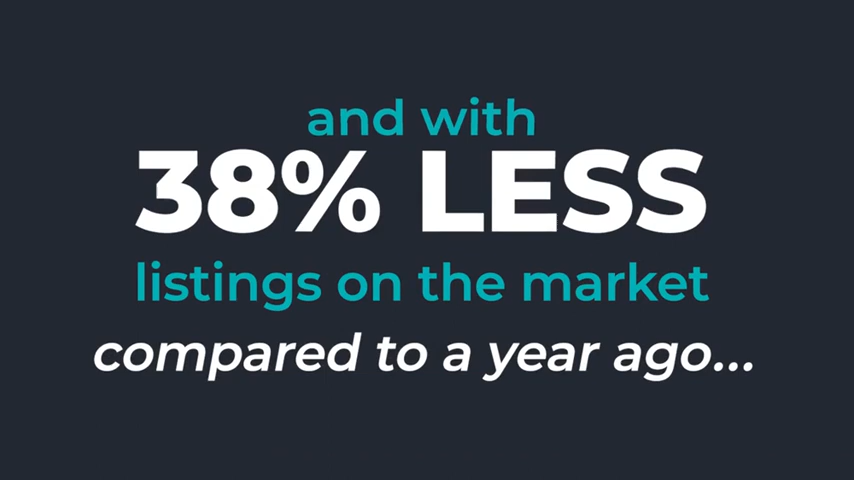 and with
38% LESS
listings on the market
compared to a year ago...